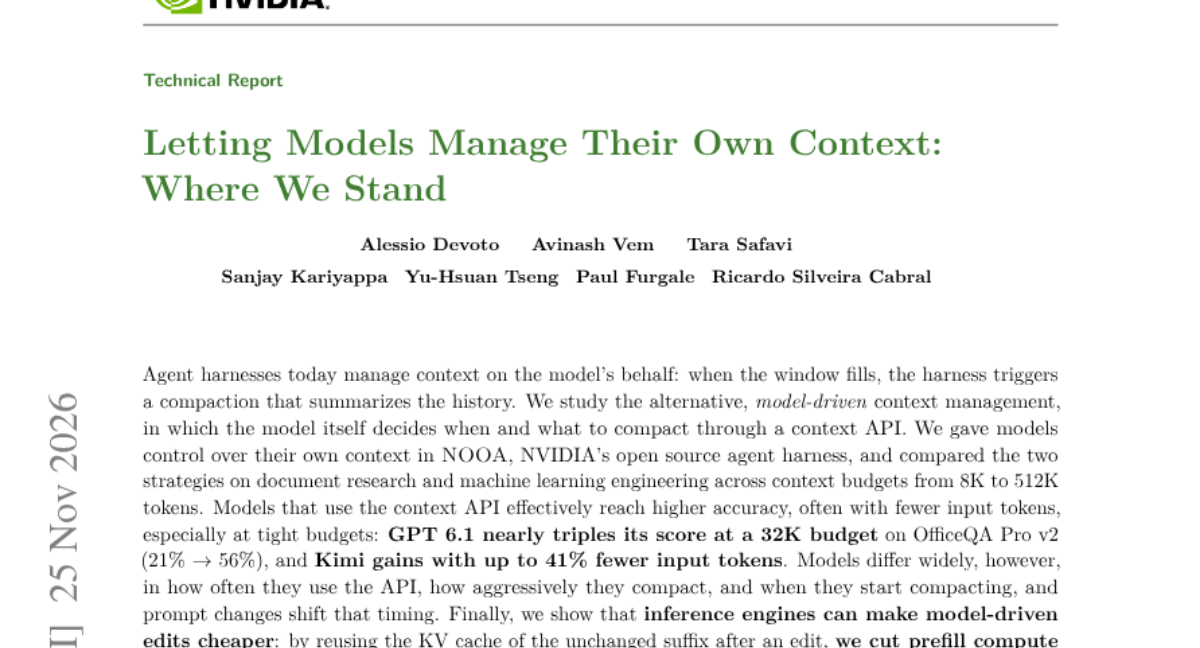 NVIDIA.
Technical Report
Letting Models Manage Their Own Context:
Where We Stand
Alessio Devoto Avinash Vem Tara Safavi
Sanjay Kariyappa Yu-Hsuan Tseng Paul Furgale Ricardo Silveira Cabral
Agent harnesses today manage context on the model's behalf: when the window fills, the harness triggers
a compaction that summarizes the history. We study the alternative, model-driven context management,
in which the model itself decides when and what to compact through a context API. We gave models
control over their own context in NOOA, NVIDIA's open source agent harness, and compared the two
strategies on document research and machine learning engineering across context budgets from 8K to 512K
tokens. Models that use the context API effectively reach higher accuracy, often with fewer input tokens,
especially at tight budgets: GPT 6.1 nearly triples its score at a 32K budget on OfficeQA Pro v2
(21% → 56%), and Kimi gains with up to 41% fewer input tokens. Models differ widely, however,
in how often they use the API, how aggressively they compact, and when they start compacting, and
prompt changes shift that timing. Finally, we show that inference engines can make model-driven
edits cheaper: by reusing the KV cache of the unchanged suffix after an edit, we cut prefill compute
I] 25 Nov 2026